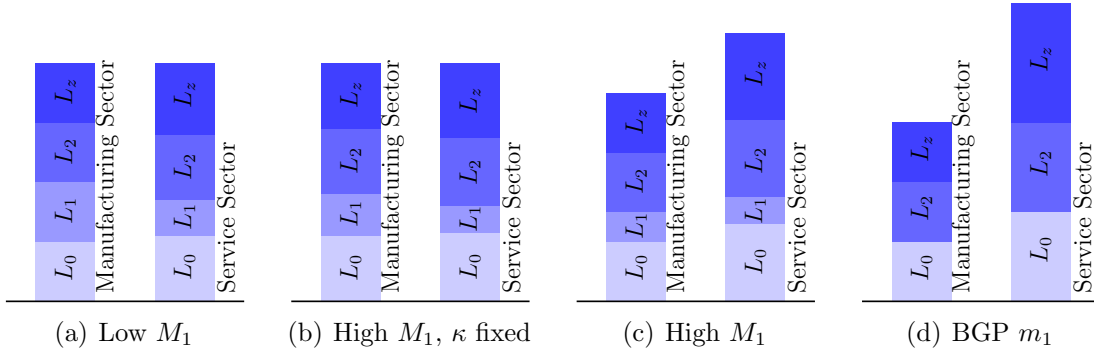 L_z
L_2
L_1
L_0
Manufacturing Sector
L_z
L_2
L_1
L_0
Service Sector
(a) Low M_1
L_z
L_2
L_1
L_0
Manufacturing Sector
L_z
L_2
L_1
L_0
Service Sector
(b) High M_1, κ fixed
L_z
L_2
L_1
L_0
Manufacturing Sector
L_z
L_2
L_1
L_0
Service Sector
(c) High M_1
L_z
L_2
L_0
Manufacturing Sector
L_z
L_2
L_0
Service Sector
(d) BGP m_1